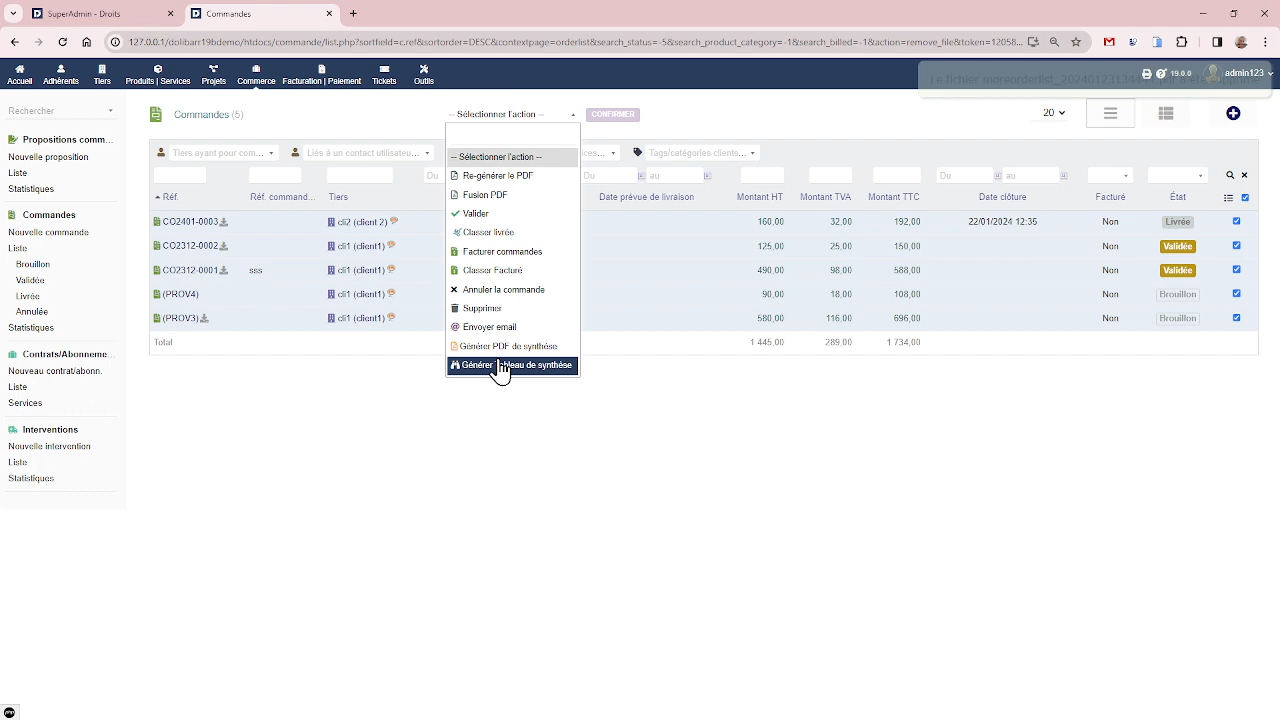 SuperAdmin - Droits
Commandes
127.0.0.1/dolibarr19bdemo/htdocs/commande/list.php?sortfield=c.ref&sortorder=DESC&contextpage=orderlist&search_status=-5&search_product_category=-1&search_billed=-1&action=remove_file&token=12058...
Accueil Adhérents Tiers Produits | Services Projets Commerce Facturation | Paiement Tickets Outils
19.0.0 admin123
Rechercher
Commandes (5)
-- Sélectionner l'action --
CONFIRMER
20
Propositions comm...
Nouvelle proposition
Liste
Statistiques
Commandes
Nouvelle commande
Liste
Brouillon
Validée
Livrée
Annulée
Statistiques
Contrats/Abonneme...
Nouveau contrat/abonn.
Liste
Services
Interventions
Nouvelle intervention
Liste
Statistiques
Tiers ayant pour com... Liés à un contact utilisateu... ices... Tags/catégories clients...
Du Du au Du au
Réf. Réf. command... Tiers Date prévue de livraison Montant HT Montant TVA Montant TTC Date clôture Facturé État
CO2401-0003 cli2 (client 2) 160,00 32,00 192,00 22/01/2024 12:35 Non Livrée
CO2312-0002 cli1 (client1) 125,00 25,00 150,00 Non Validée
CO2312-0001 sss cli1 (client1) 490,00 98,00 588,00 Non Validée
(PROV4) cli1 (client1) 90,00 18,00 108,00 Non Brouillon
(PROV3) cli1 (client1) 580,00 116,00 696,00 Non Brouillon
Total 1 445,00 289,00 1 734,00
-- Sélectionner l'action --
Re-générer le PDF
Fusion PDF
Valider
Classer livrée
Facturer commandes
Classer Facturé
Annuler la commande
Supprimer
Envoyer email
Générer PDF de synthèse
Générer de synthèse
php